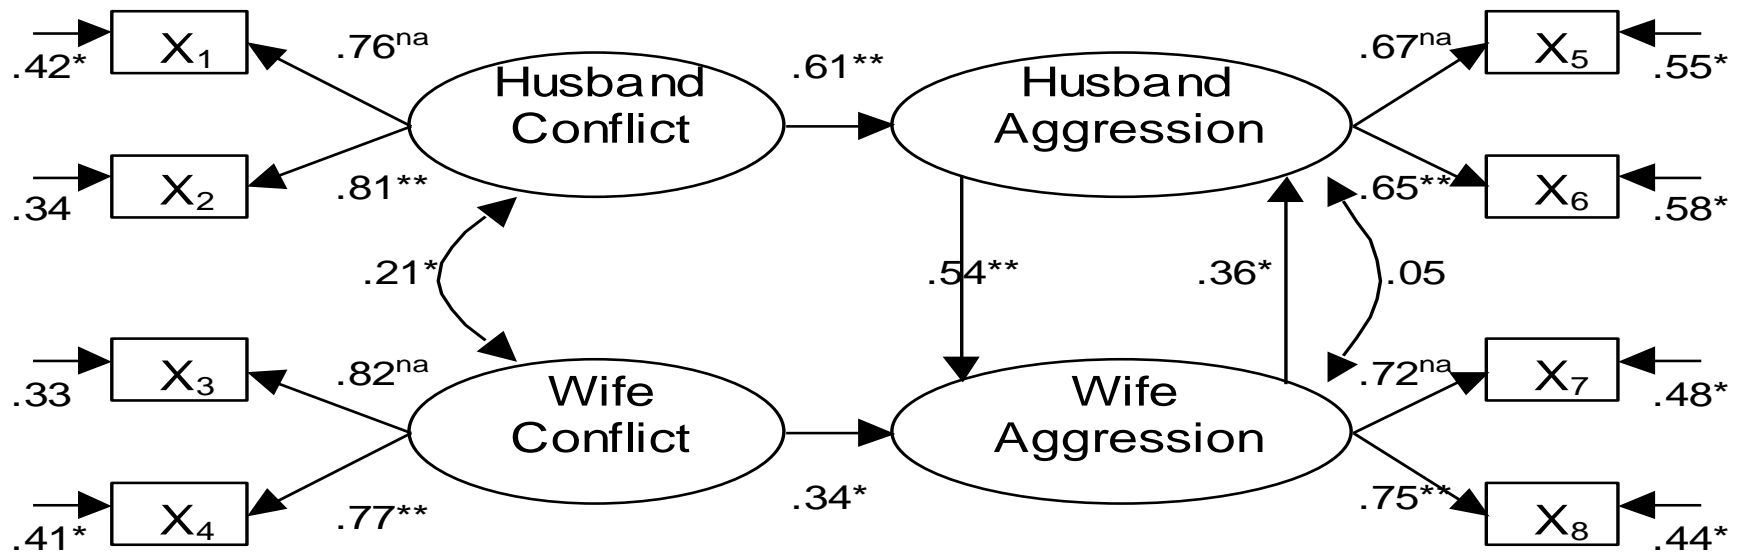 X1 .76na Husband Conflict .61** Husband Aggression .67na X5
.42* .55*
X2 .81** .65** X6
.34 .58*
.21* .54** .36* .05
X3 .82na Wife Conflict Wife Aggression .72na X7
.33 .48*
X4 .77** .34* .75** X8
.41* .44*